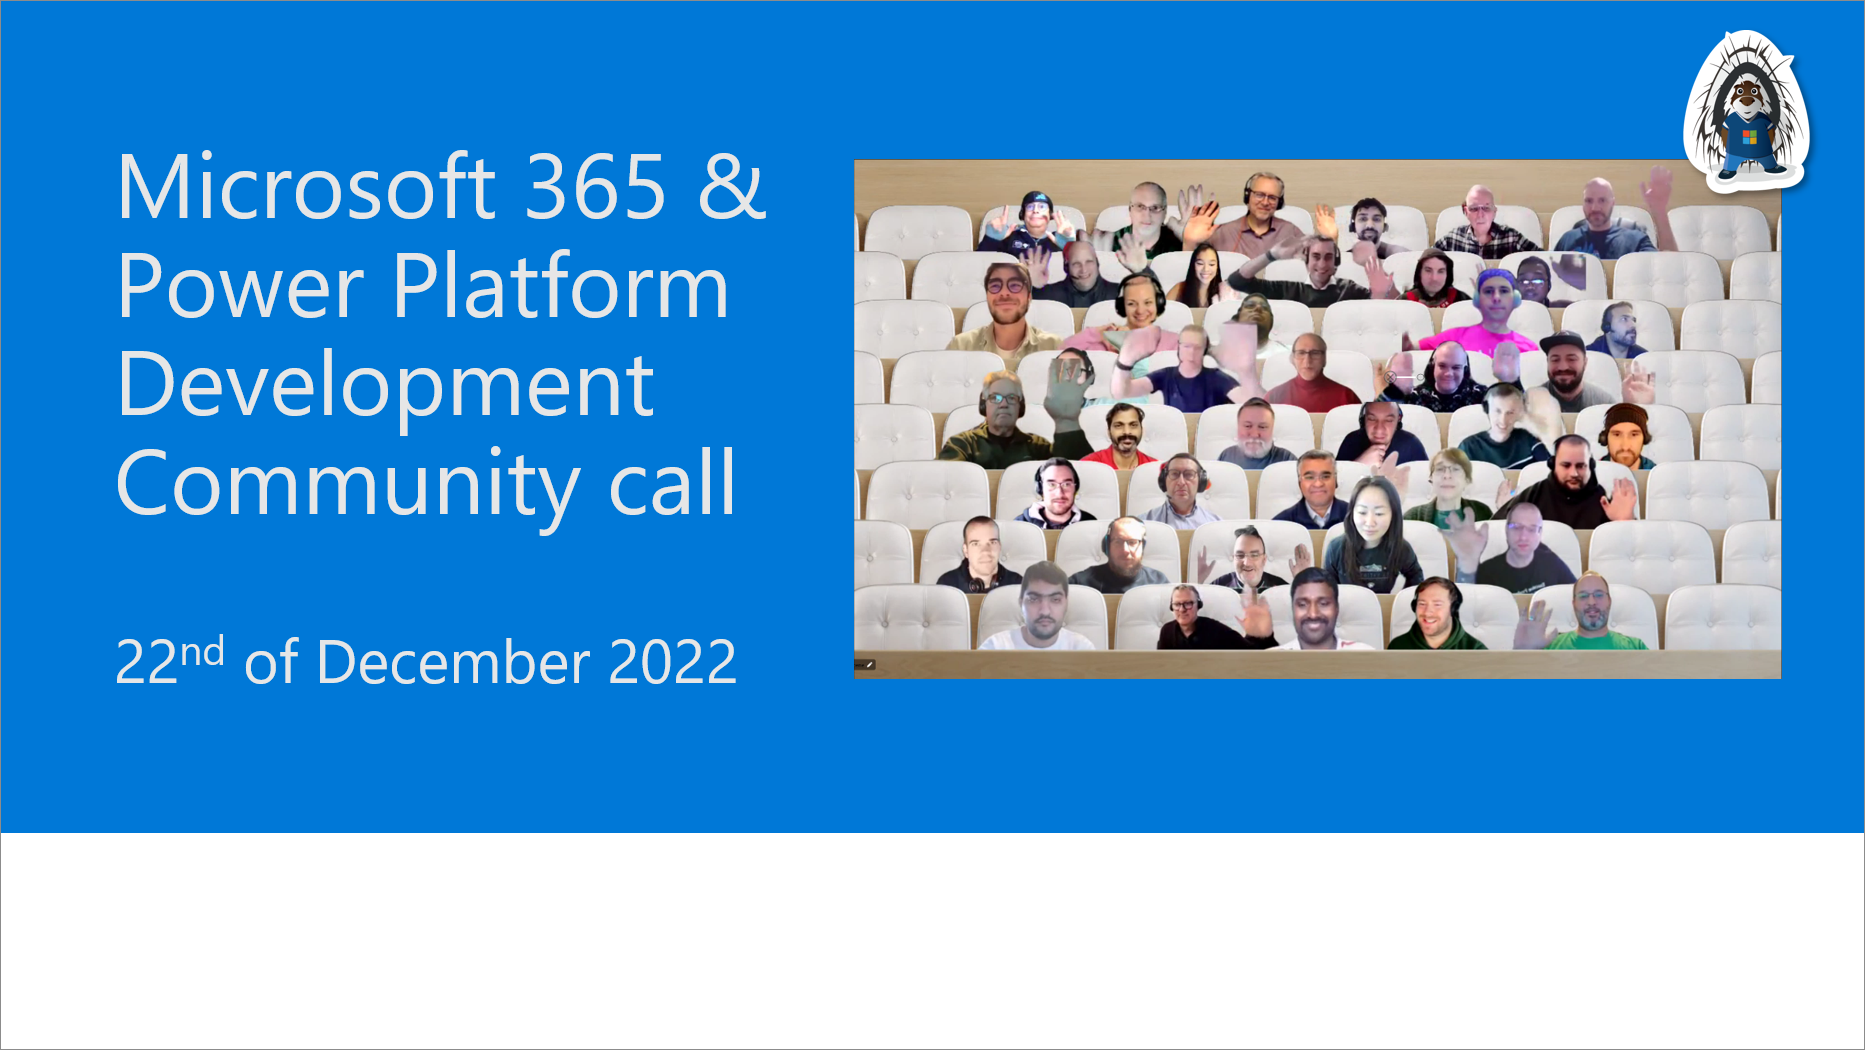 Microsoft 365 &
Power Platform
Development
Community call
22nd of December 2022